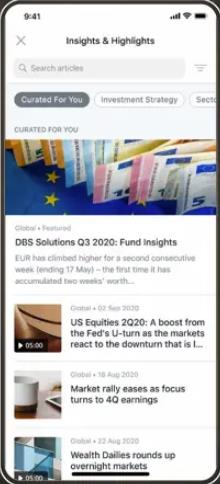 9:41
Insights & Highlights
Search articles
Curated For You
Investment Strategy
Secto
CURATED FOR YOU
Global • Featured
DBS Solutions Q3 2020: Fund Insights
EUR has climbed higher for a second consecutive
week (ending 17 May) – the first time it has
accumulated two weeks' worth...
Global • 02 Sep 2020
US Equities 2Q20: A boost from
the Fed's U-turn as the markets
react to the downturn that is l...
05:00
Global • 18 Aug 2020
Market rally eases as focus
turns to 4Q earnings
Global • 22 Aug 2020
Wealth Dailies rounds up
overnight markets
05:00